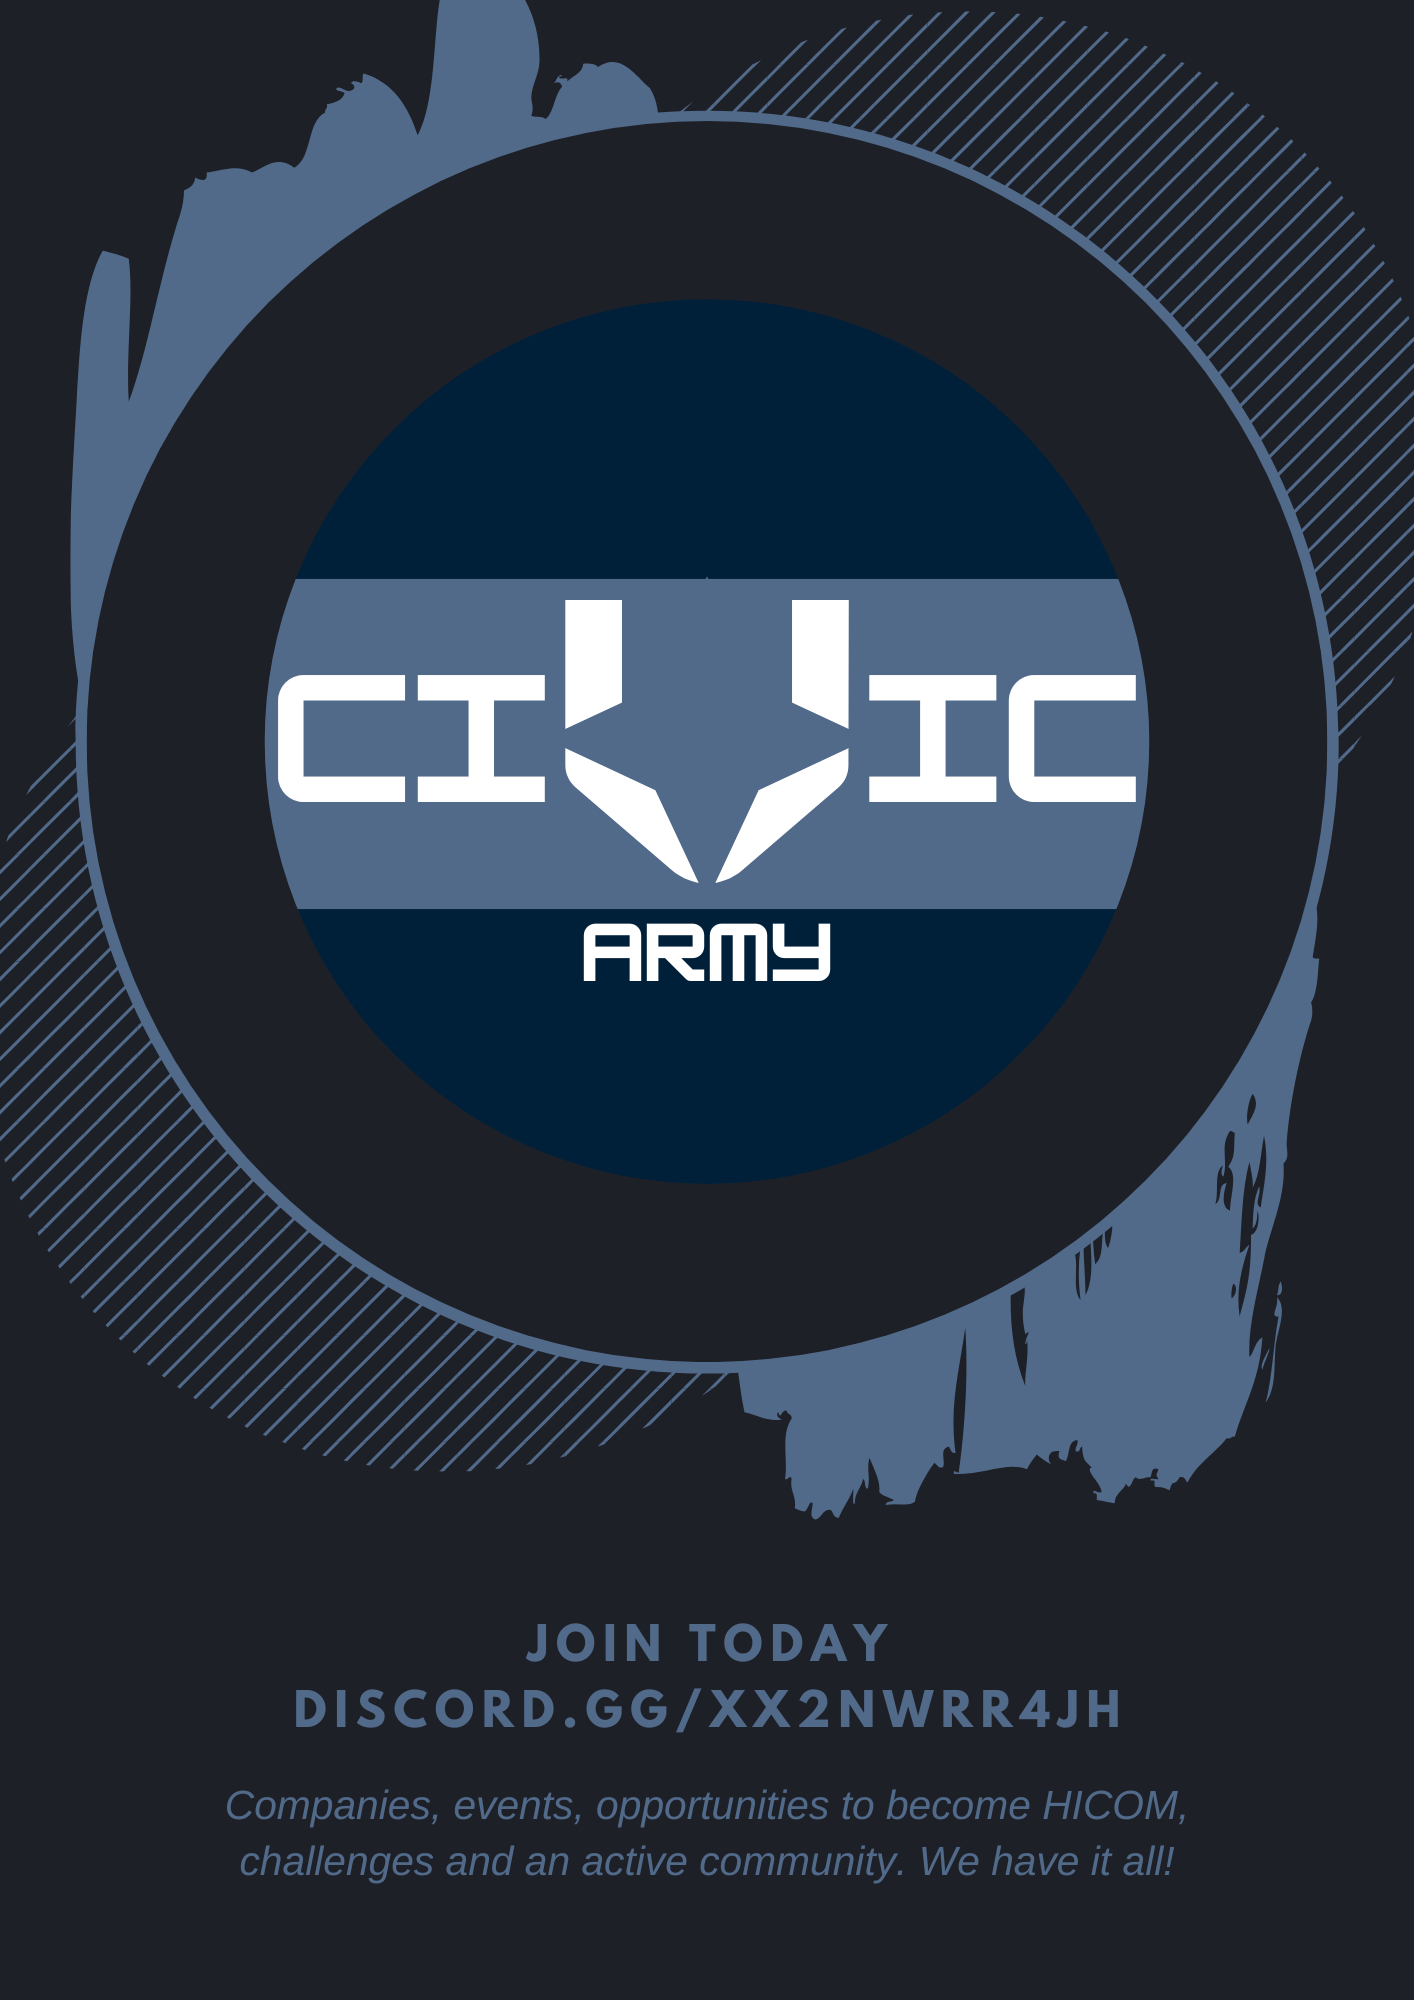 CIVIC
ARMY
JOIN TODAY
DISCORD.GG/XX2NWRR4JH
Companies, events, opportunities to become HICOM,
challenges and an active community. We have it all!